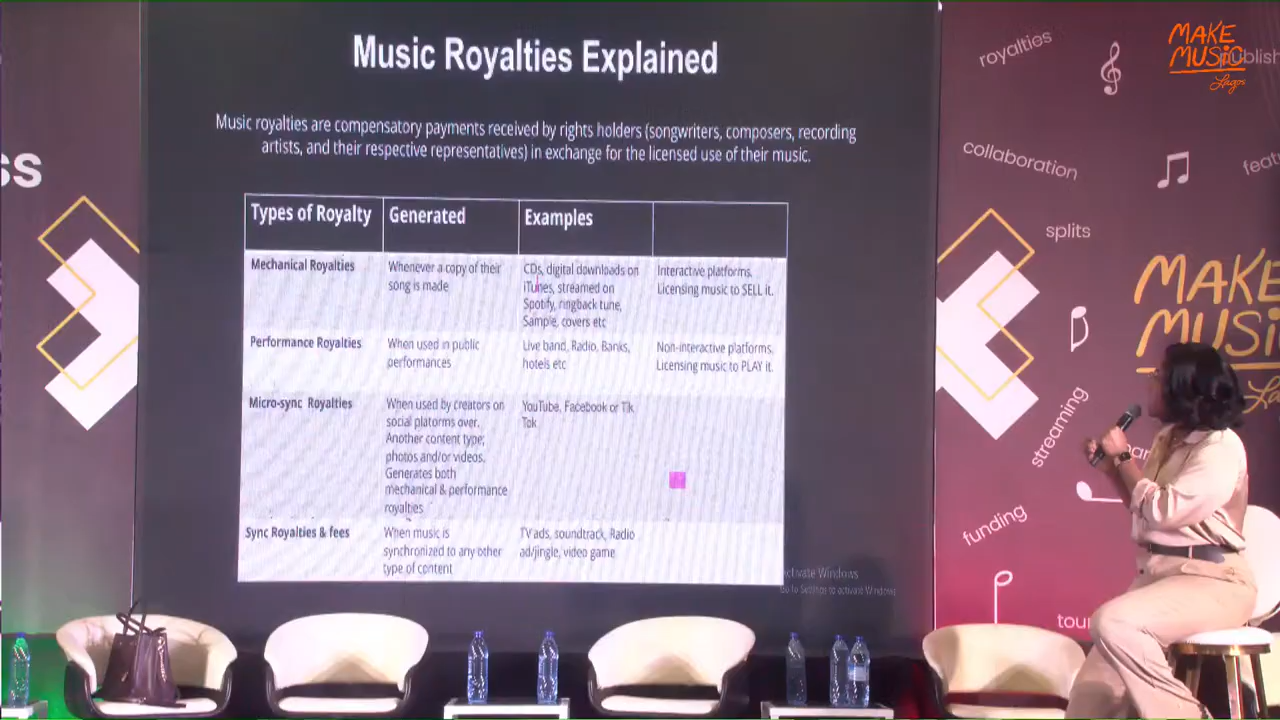 Music Royalties Explained
Music royalties are compensatory payments received by rights holders (songwriters, composers, recording
artists, and their respective representatives) in exchange for the licensed use of their music.
Types of Royalty
Generated
Examples
Mechanical Royalties
Whenever a copy of their
song is made
CDs, digital downloads on
iTunes, streamed on
Spotify, ringback tune,
Sample, covers etc
Interactive platforms.
Licensing music to SELL it.
Performance Royalties
When used in public
performances
Live band, Radio, Banks,
hotels etc
Non-interactive platforms.
Licensing music to PLAY it.
Micro-sync Royalties
When used by creators on
social platorms over.
Another content type;
photos and/or videos.
Generates both
mechanical & performance
royalties
YouTube, Facebook or Tik
Tok
Sync Royalties & fees
When music is
synchronized to any other
type of content
TV ads, soundtrack, Radio
ad/jingle, video game
Activate Windows
Go to Settings to activate Windows
ss
royalties
publish
MAKE
MUSIC
Lagos
collaboration
feat
splits
MAKE
MUSIC
La
streaming
funding
tour